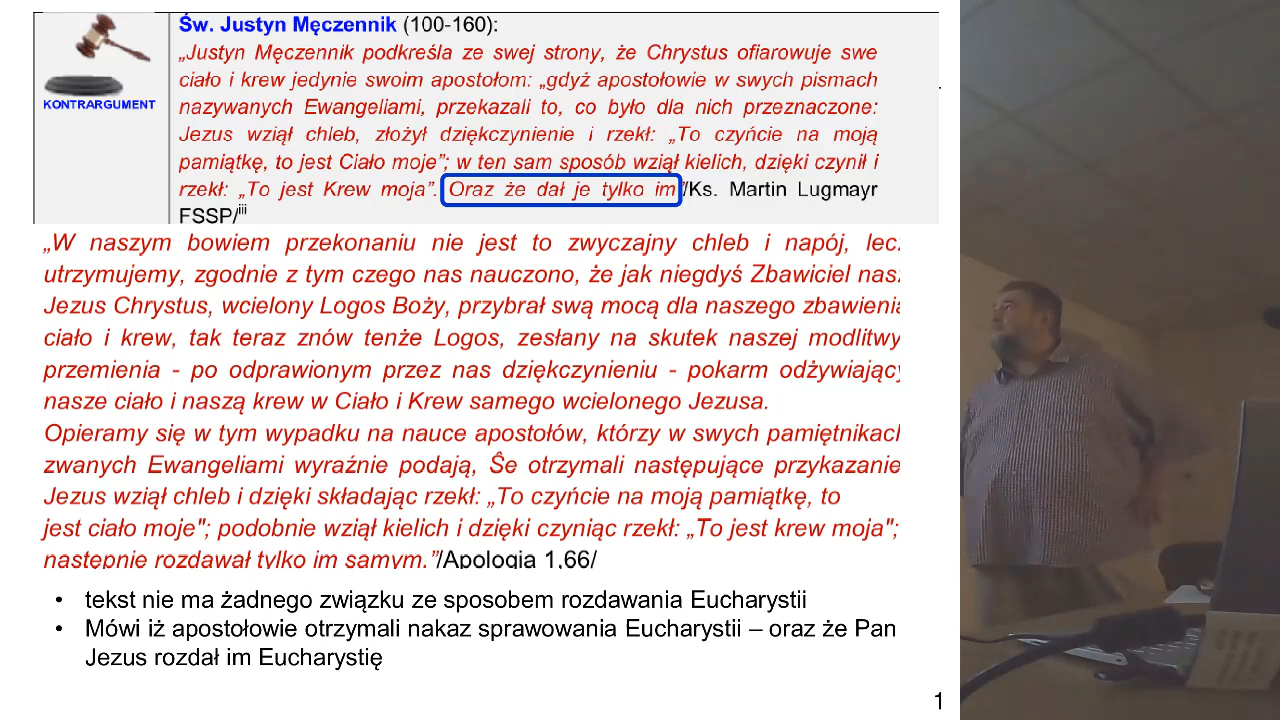 Św. Justyn Męczennik (100-160):
„Justyn Męczennik podkreśla ze swej strony, że Chrystus ofiarowuje swe
ciało i krew jedynie swoim apostołom: „gdyż apostołowie w swych pismach
KONTRARGUMENT
nazywanych Ewangeliami, przekazali to, co było dla nich przeznaczone:
Jezus wziął chleb, złożył dziękczynienie i rzekł: „To czyńcie na moją
pamiątkę, to jest Ciało moje”; w ten sam sposób wziął kielich, dzięki czynił i
rzekł: „To jest Krew moja”. Oraz że dał je tylko im”/Ks. Martin Lugmayr
FSSP/iii
„W naszym bowiem przekonaniu nie jest to zwyczajny chleb i napój, lec
utrzymujemy, zgodnie z tym czego nas nauczono, że jak niegdyś Zbawiciel nas
Jezus Chrystus, wcielony Logos Boży, przybrał swą mocą dla naszego zbawienia
ciało i krew, tak teraz znów tenże Logos, zesłany na skutek naszej modlitwy
przemienia - po odprawionym przez nas dziękczynieniu - pokarm odżywiający
nasze ciało i naszą krew w Ciało i Krew samego wcielonego Jezusa.
Opieramy się w tym wypadku na nauce apostołów, którzy w swych pamiętnikach
zwanych Ewangeliami wyraźnie podają, Ŝe otrzymali następujące przykazanie
Jezus wziął chleb i dzięki składając rzekł: „To czyńcie na moją pamiątkę, to
jest ciało moje"; podobnie wziął kielich i dzięki czyniąc rzekł: „To jest krew moja";
następnie rozdawał tylko im samym.”/Apologia 1,66/
• tekst nie ma żadnego związku ze sposobem rozdawania Eucharystii
• Mówi iż apostołowie otrzymali nakaz sprawowania Eucharystii – oraz że Pan
Jezus rozdał im Eucharystię
1